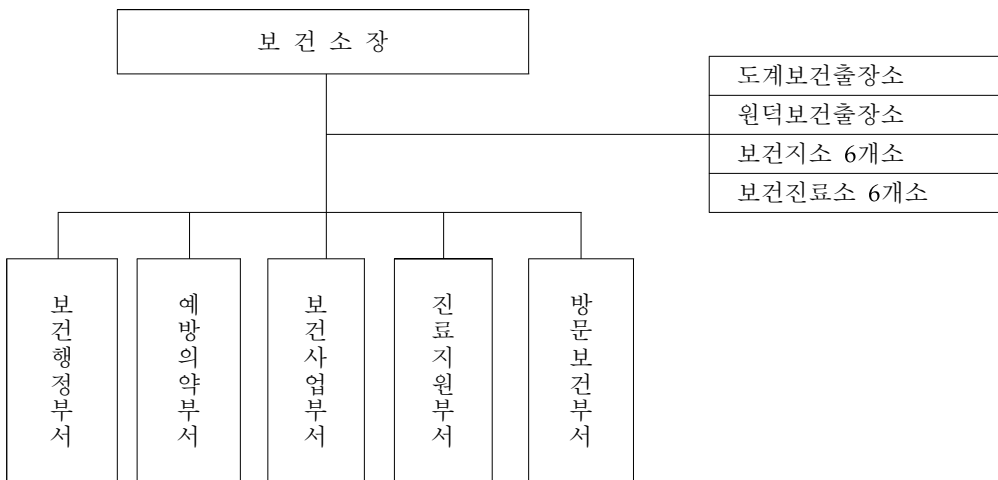 보 건 소 장
도계보건출장소
원덕보건출장소
보건지소 6개소
보건진료소 6개소
보건행정부서
예방의약부서
보건사업부서
진료지원부서
방문보건부서